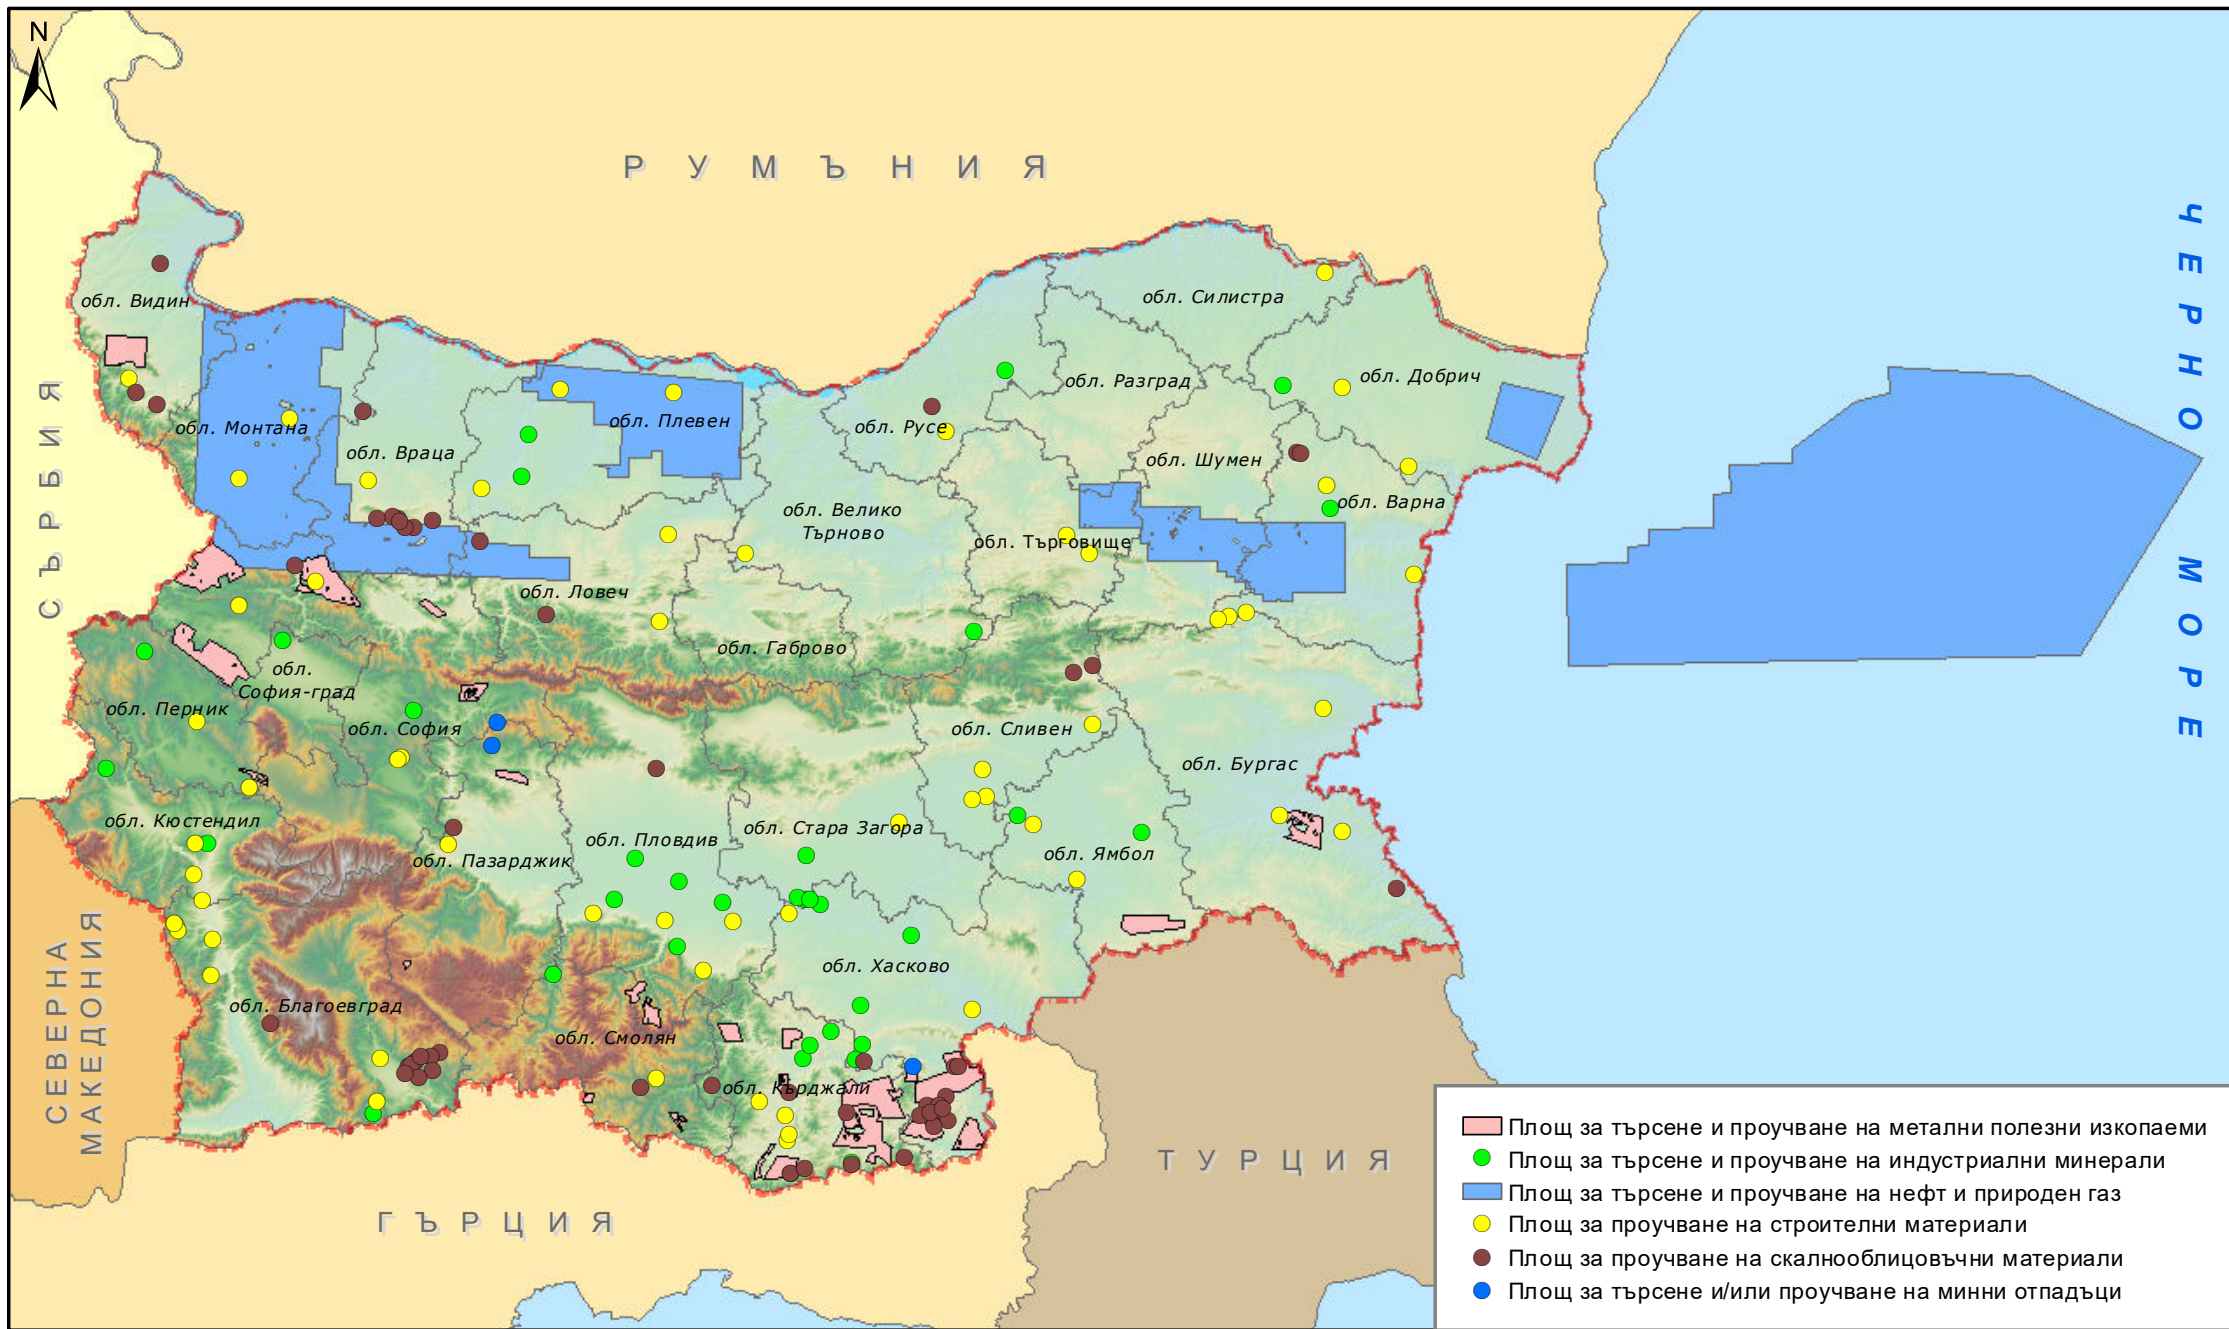 N
Р У М Ъ Н И Я
С Ъ Р Б И Я
ЧЕРНО МОРЕ
обл. Видин
обл. Силистра
обл. Разград
обл. Добрич
обл. Монтана
обл. Плевен
обл. Русе
обл. Враца
обл. Шумен
обл. Варна
обл. Велико
Търново
обл. Търговище
обл. Ловеч
обл. Габрово
обл.
София-град
обл. Перник
обл. София
обл. Сливен
обл. Бургас
обл. Кюстендил
обл. Пловдив
обл. Стара Загора
обл. Пазарджик
обл. Ямбол
обл. Хасково
обл. Благоевград
обл. Смолян
обл. Кърджали
СЕВЕРНА
МАКЕДОНИЯ
Т У Р Ц И Я
Г Ъ Р Ц И Я
Площ за търсене и проучване на метални полезни изкопаеми
Площ за търсене и проучване на индустриални минерали
Площ за търсене и проучване на нефт и природен газ
Площ за проучване на строителни материали
Площ за проучване на скалнооблицовъчни материали
Площ за търсене и/или проучване на минни отпадъци